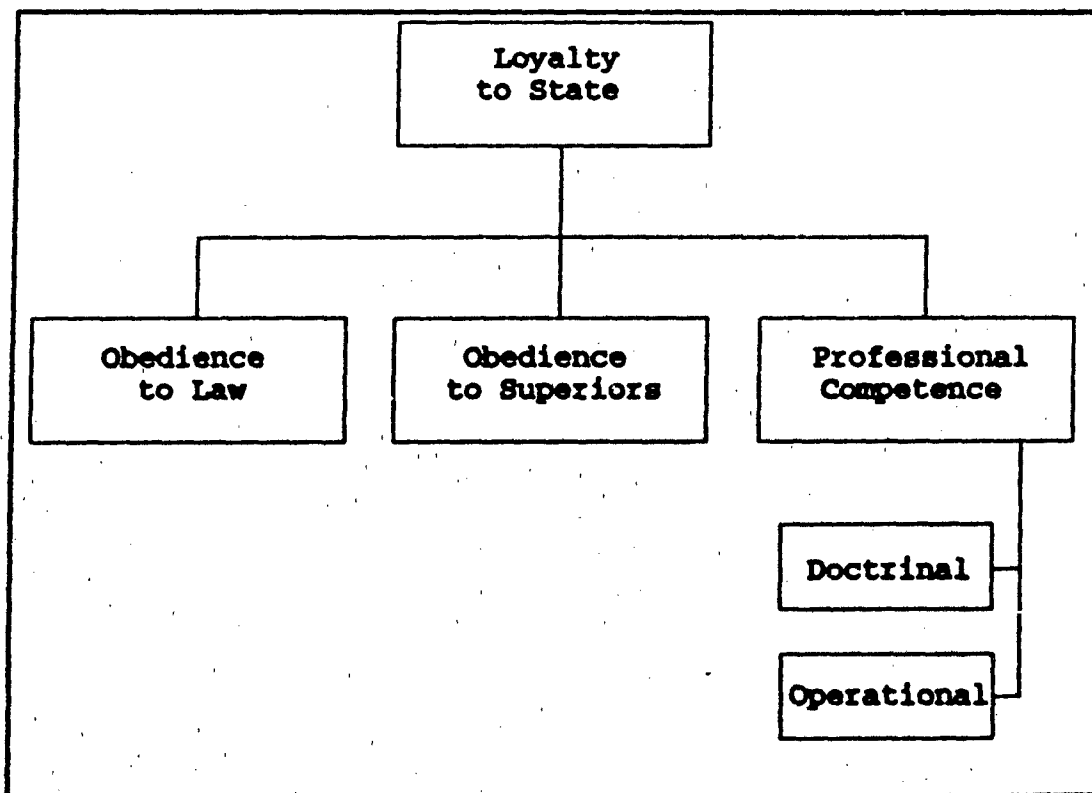 Loyalty
to State
Obedience
to Law
Obedience
to Superiors
Professional
Competence
Doctrinal
Operational